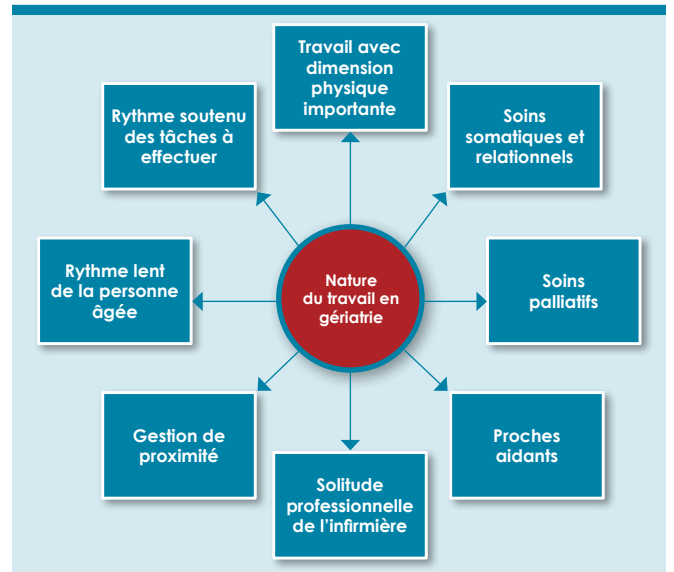 Travail avec
dimension
physique
importante
Rythme soutenu
des tâches à
effectuer
Soins
somatiques et
relationnels
Rythme lent
de la personne
âgée
Nature
du travail en
gériatrie
Soins
palliatifs
Gestion de
proximité
Proches
aidants
Solitude
professionnelle
de l'infirmière